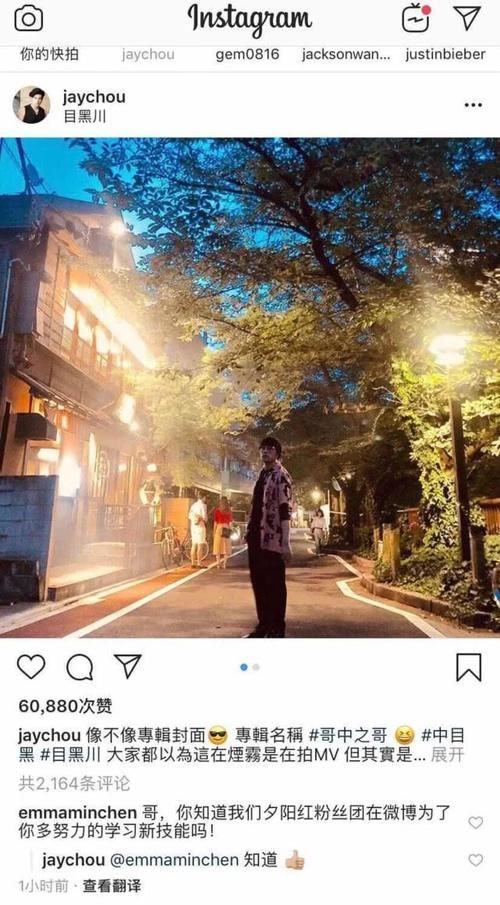 Instagram
你的快拍 jaychou gem0816 jacksonwan... justinbieber
jaychou
目黑川
60,880次赞
jaychou 像不像專輯封面😎 專輯名稱 #哥中之哥 😆 #中目
黑 #目黑川 大家都以為這在煙霧是在拍MV 但其實是... 展开
共2,164条评论
emmaminchen 哥，你知道我们夕阳红粉丝团在微博为了
你多努力的学习新技能吗！
jaychou @emmaminchen 知道 👍🏼
1小时前 · 查看翻译